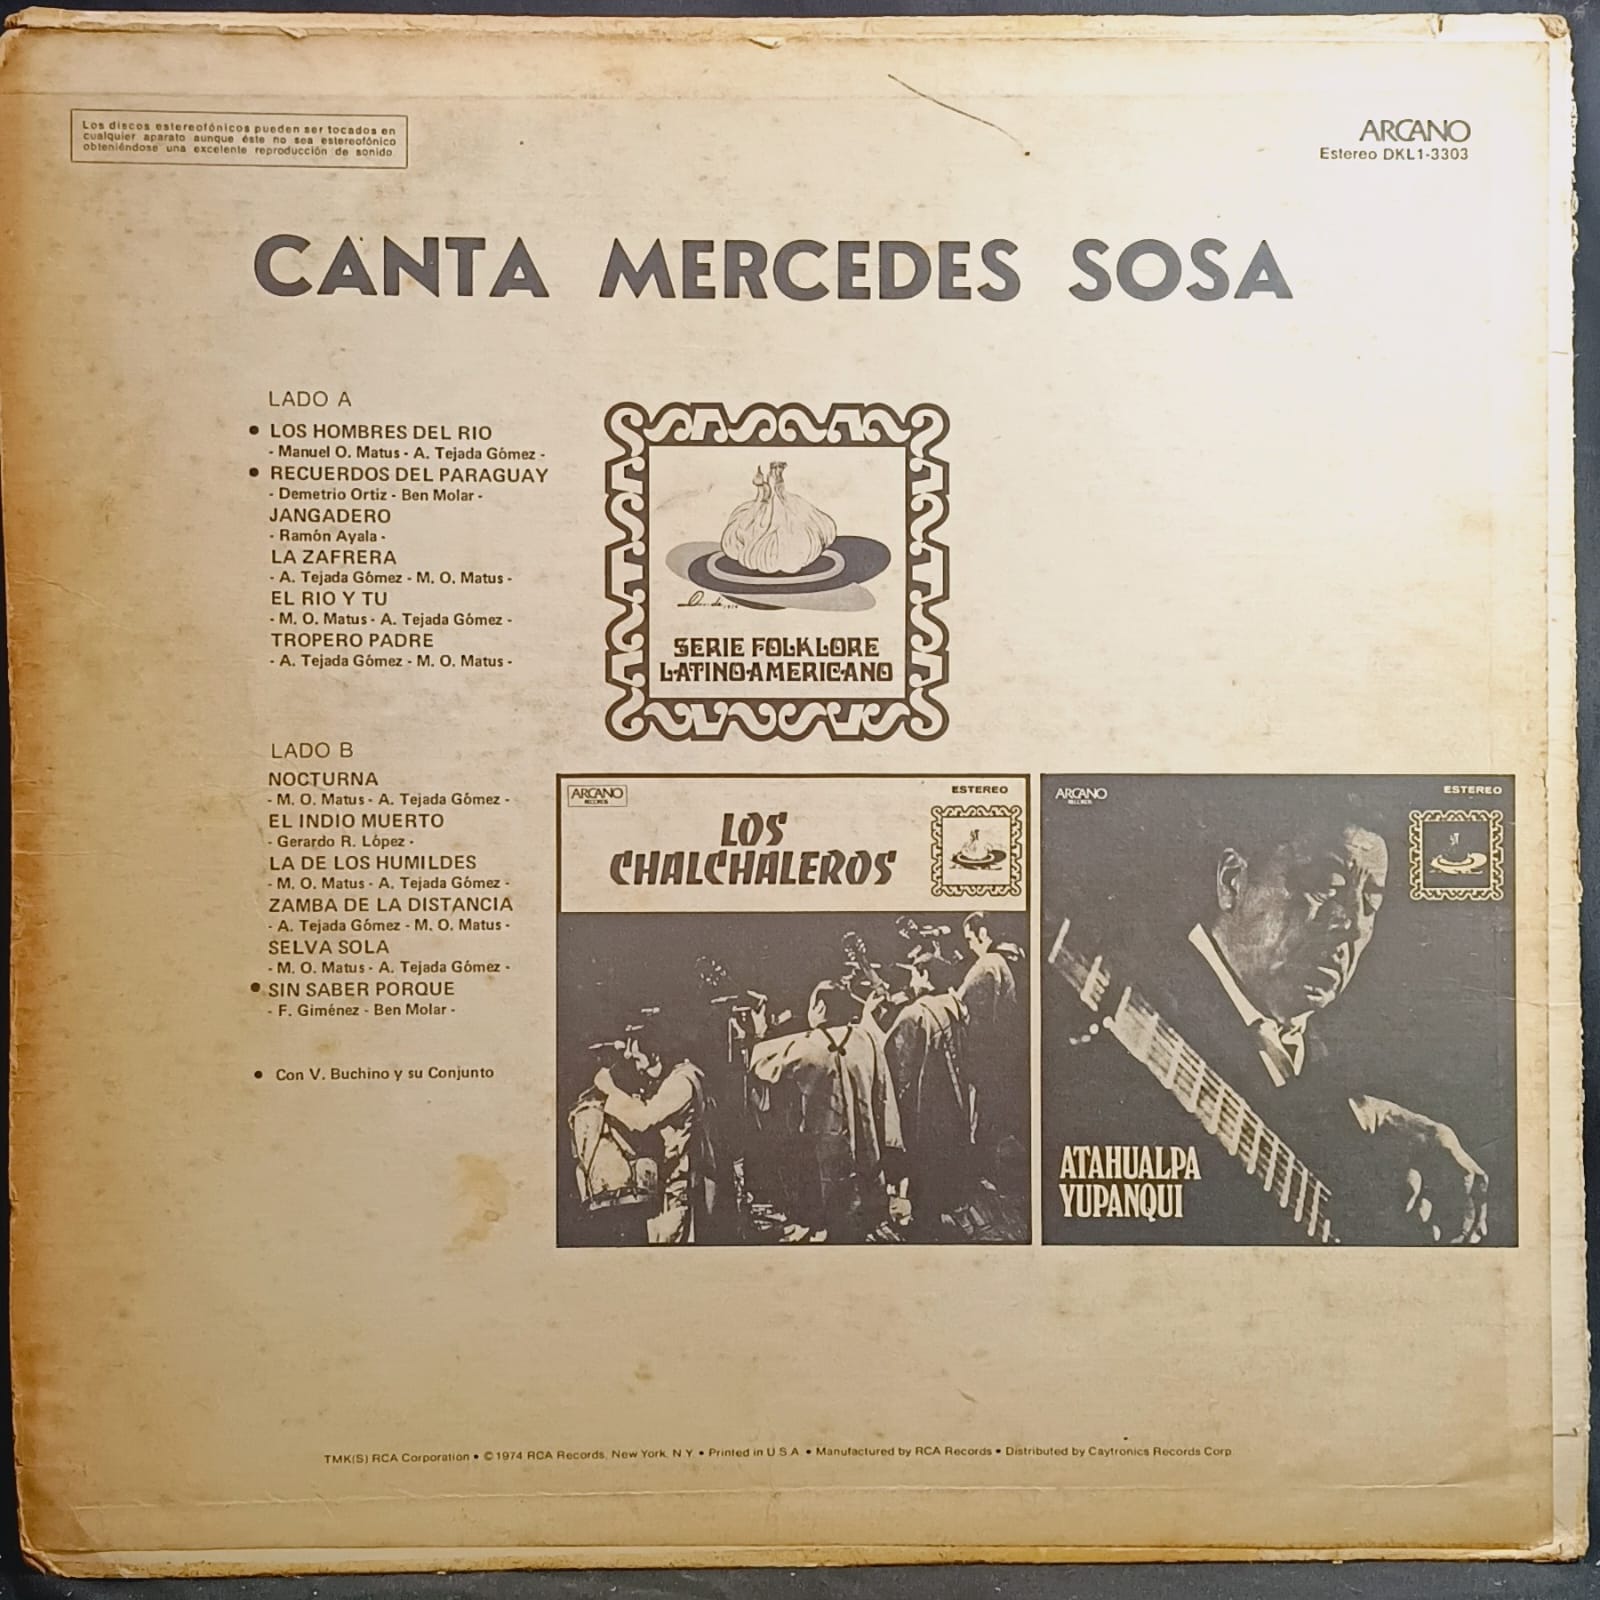 Los discos estereofónicos pueden ser tocados en
cualquier aparato aunque éste no sea estereofónico
obteniéndose una excelente reproducción de sonido
ARCANO
Estereo DKL1-3303
CANTA MERCEDES SOSA
LADO A
• LOS HOMBRES DEL RIO
- Manuel O. Matus - A. Tejada Gómez -
• RECUERDOS DEL PARAGUAY
- Demetrio Ortiz - Ben Molar -
JANGADERO
- Ramón Ayala -
LA ZAFRERA
- A. Tejada Gómez - M. O. Matus -
EL RIO Y TU
- M. O. Matus - A. Tejada Gómez -
TROPERO PADRE
- A. Tejada Gómez - M. O. Matus -
SERIE FOLKLORE
LATINOAMERICANO
LADO B
NOCTURNA
- M. O. Matus - A. Tejada Gómez -
EL INDIO MUERTO
- Gerardo R. López -
LA DE LOS HUMILDES
- M. O. Matus - A. Tejada Gómez -
ZAMBA DE LA DISTANCIA
- A. Tejada Gómez - M. O. Matus -
SELVA SOLA
- M. O. Matus - A. Tejada Gómez -
• SIN SABER PORQUE
- F. Giménez - Ben Molar -
• Con V. Buchino y su Conjunto
ARCANO
RECORDS
ESTEREO
LOS
CHALCHALEROS
ARCANO
RECORDS
ESTEREO
ATAHUALPA
YUPANQUI
TMK(S) RCA Corporation • © 1974 RCA Records, New York, N.Y. • Printed in U.S.A. • Manufactured by RCA Records • Distributed by Caytronics Records Corp.